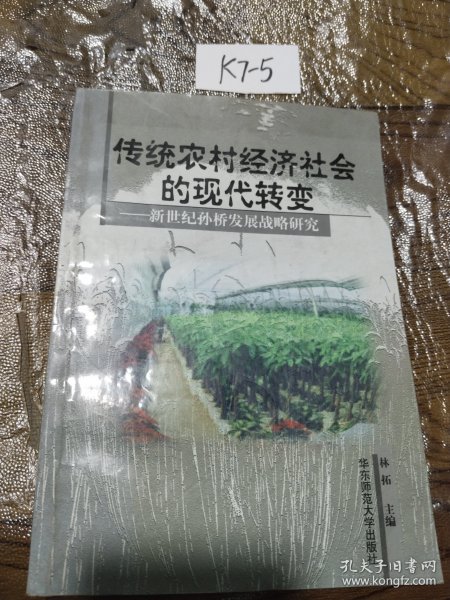 K7-5
传统农村经济社会
的现代转变
——新世纪孙桥发展战略研究
林拓 主编
华东师范大学出版社
孔夫子旧书网
www.kongfz.com